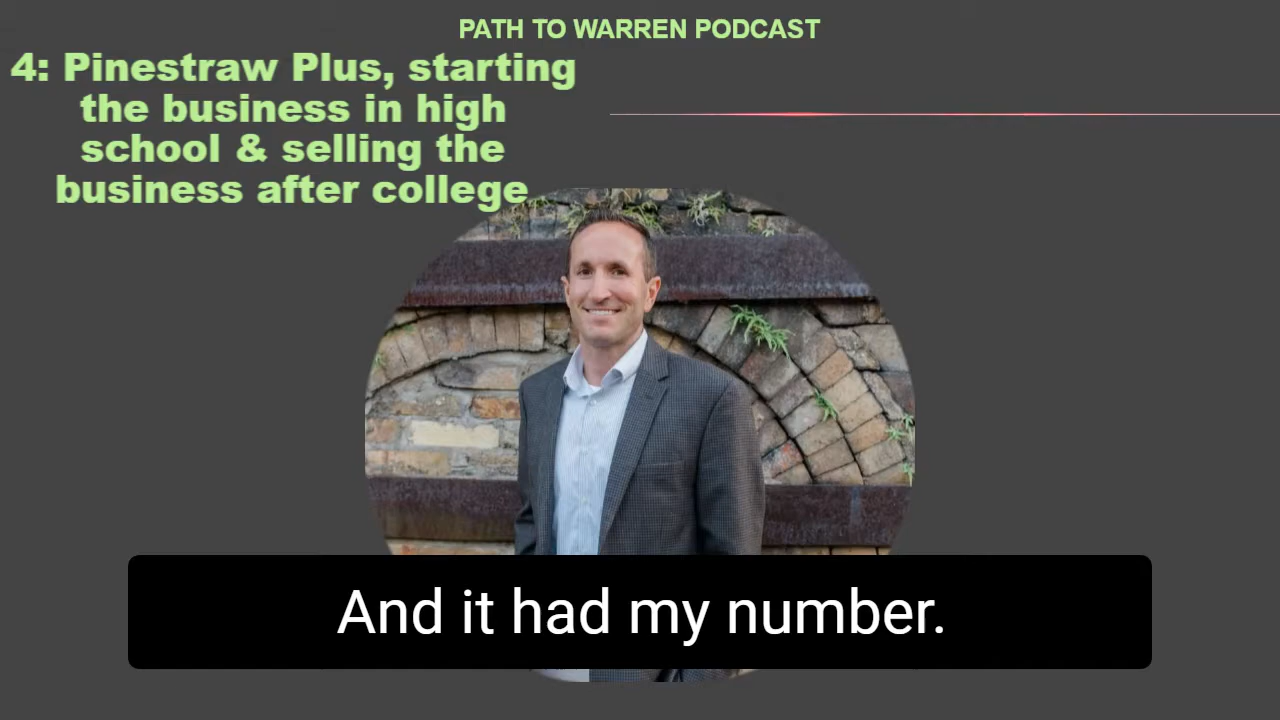 PATH TO WARREN PODCAST
4: Pinestraw Plus, starting
the business in high
school & selling the
business after college
And it had my number.